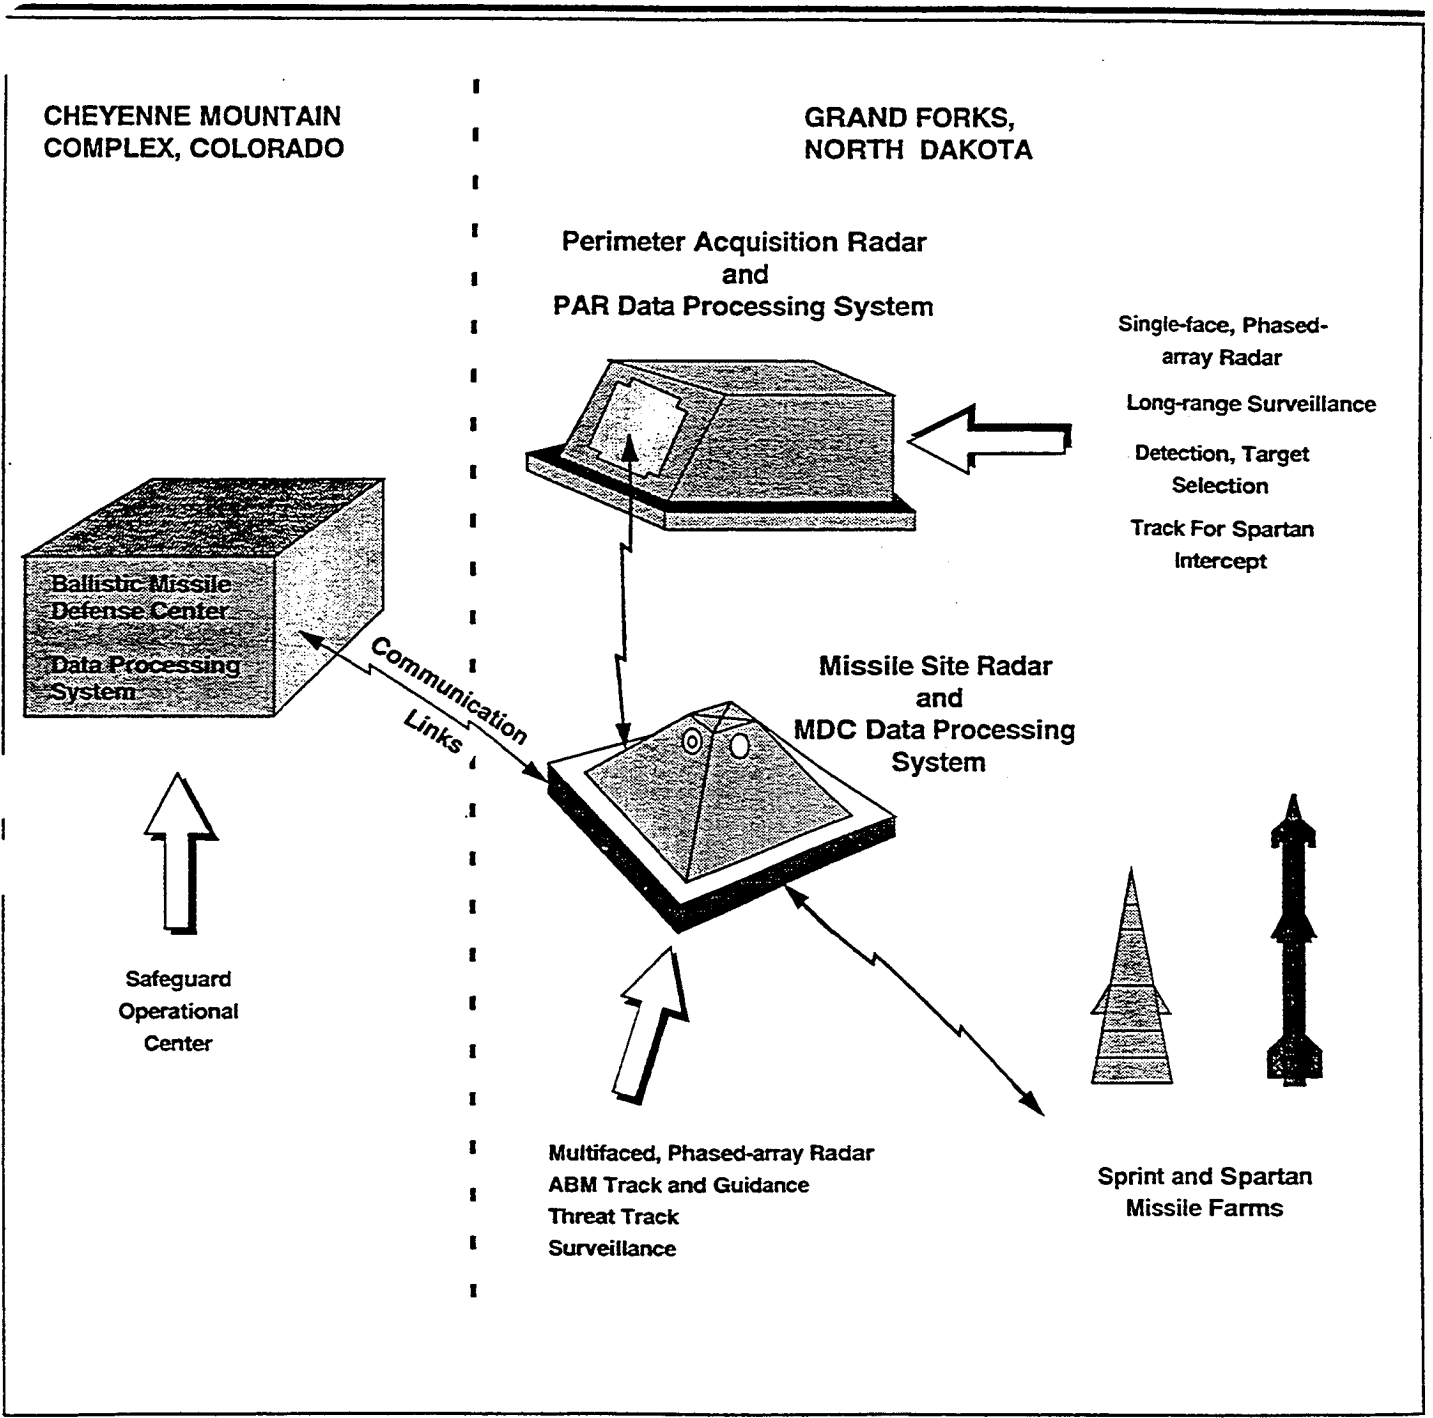 CHEYENNE MOUNTAIN
COMPLEX, COLORADO
GRAND FORKS,
NORTH DAKOTA
Perimeter Acquisition Radar
and
PAR Data Processing System
Single-face, Phased-
array Radar
Long-range Surveillance
Detection, Target
Selection
Track For Spartan
Intercept
Ballistic Missile
Defense Center
Data Processing
System
Communication
Links
Missile Site Radar
and
MDC Data Processing
System
Safeguard
Operational
Center
Multifaced, Phased-array Radar
ABM Track and Guidance
Threat Track
Surveillance
Sprint and Spartan
Missile Farms